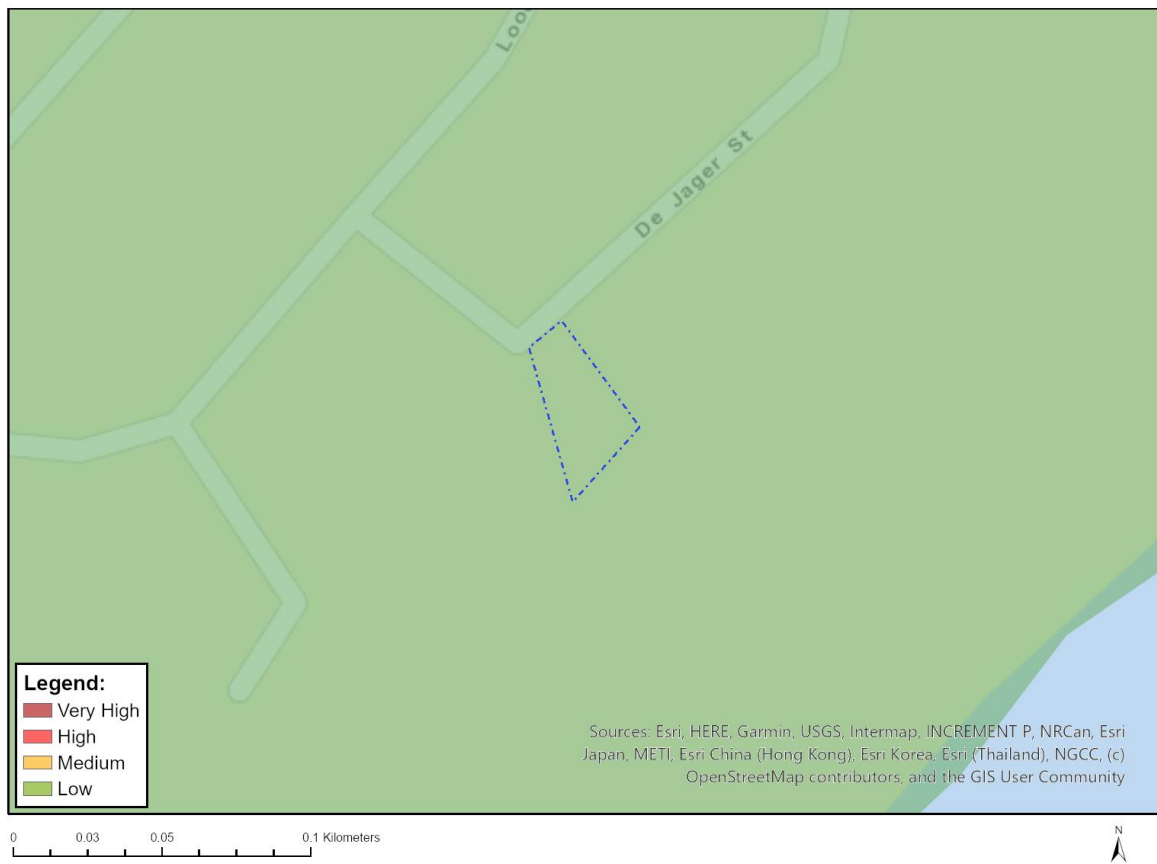 Loo
De Jager St
Legend:
Very High
High
Medium
Low
Sources: Esri, HERE, Garmin, USGS, Intermap, INCREMENT P, NRCan, Esri
Japan, METI, Esri China (Hong Kong), Esri Korea, Esri (Thailand), NGCC, (c)
OpenStreetMap contributors, and the GIS User Community
0 0.03 0.05 0.1 Kilometers
N